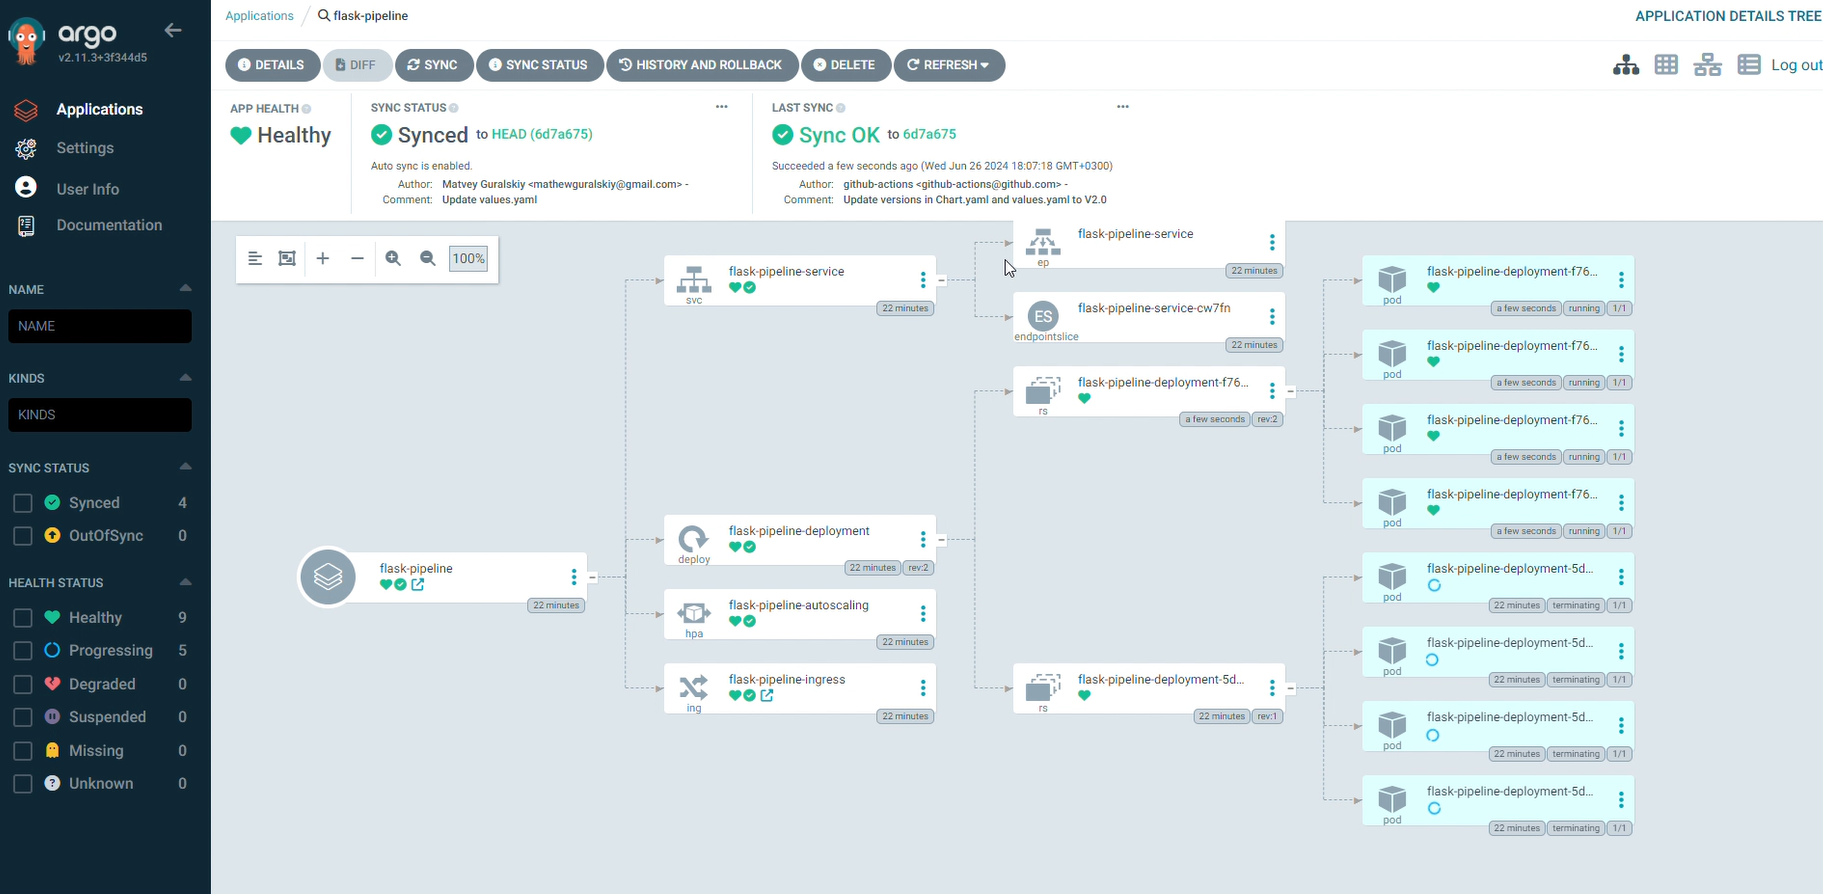 argo
v2.11.3+3f344d5
Applications
Settings
User Info
Documentation
NAME
NAME
KINDS
KINDS
SYNC STATUS
Synced 4
OutOfSync 0
HEALTH STATUS
Healthy 9
Progressing 5
Degraded 0
Suspended 0
Missing 0
? Unknown 0
Applications / flask-pipeline
APPLICATION DETAILS TREE
DETAILS DIFF SYNC SYNC STATUS HISTORY AND ROLLBACK DELETE REFRESH
Log out
APP HEALTH
Healthy
SYNC STATUS
Synced to HEAD (6d7a675)
Auto sync is enabled.
Author: Matvey Guralskiy <mathewguralskiy@gmail.com> -
Comment: Update values.yaml
LAST SYNC
Sync OK to 6d7a675
Succeeded a few seconds ago (Wed Jun 26 2024 18:07:18 GMT+0300)
Author: github-actions <github-actions@github.com> -
Comment: Update versions in Chart.yaml and values.yaml to V2.0
100%
flask-pipeline
22 minutes
flask-pipeline-service
svc
22 minutes
flask-pipeline-deployment
deploy
22 minutes rev:2
flask-pipeline-autoscaling
hpa
22 minutes
flask-pipeline-ingress
ing
22 minutes
flask-pipeline-service
ep
22 minutes
flask-pipeline-service-cw7fn
ES
endpointslice
22 minutes
flask-pipeline-deployment-f76...
rs
a few seconds rev:2
flask-pipeline-deployment-5d...
rs
22 minutes rev:1
flask-pipeline-deployment-f76...
pod
a few seconds running 1/1
flask-pipeline-deployment-f76...
pod
a few seconds running 1/1
flask-pipeline-deployment-f76...
pod
a few seconds running 1/1
flask-pipeline-deployment-f76...
pod
a few seconds running 1/1
flask-pipeline-deployment-5d...
pod
22 minutes terminating 1/1
flask-pipeline-deployment-5d...
pod
22 minutes terminating 1/1
flask-pipeline-deployment-5d...
pod
22 minutes terminating 1/1
flask-pipeline-deployment-5d...
pod
22 minutes terminating 1/1